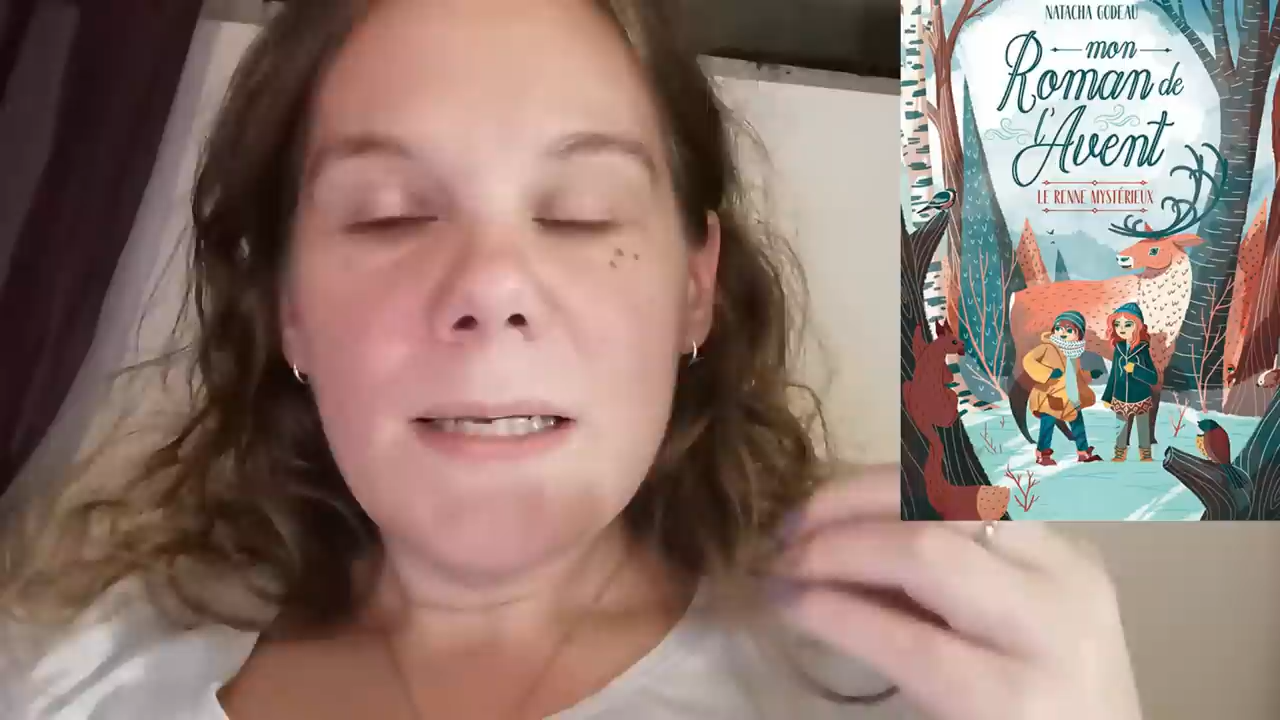 NATACHA GODEAU
mon
Roman de
l'Avent
LE RENNE MYSTÉRIEUX